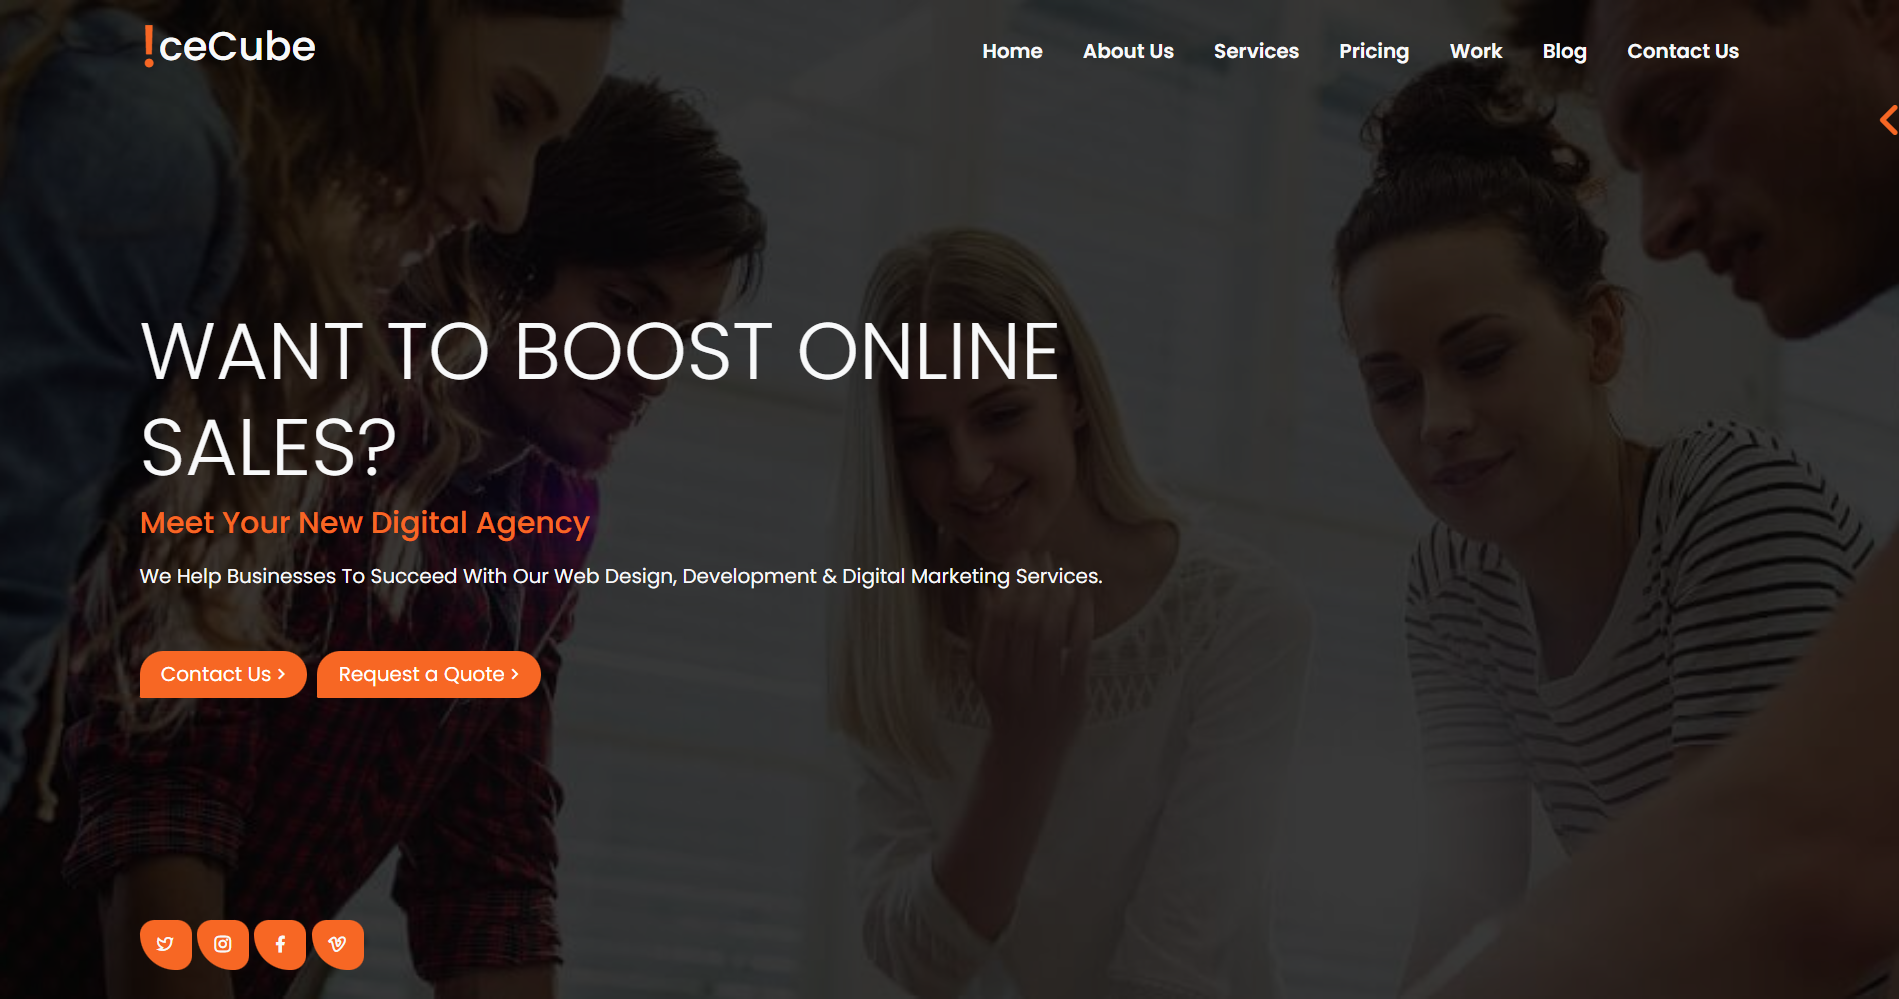 !ceCube
Home About Us Services Pricing Work Blog Contact Us
WANT TO BOOST ONLINE
SALES?
Meet Your New Digital Agency
We Help Businesses To Succeed With Our Web Design, Development & Digital Marketing Services.
Contact Us > Request a Quote >